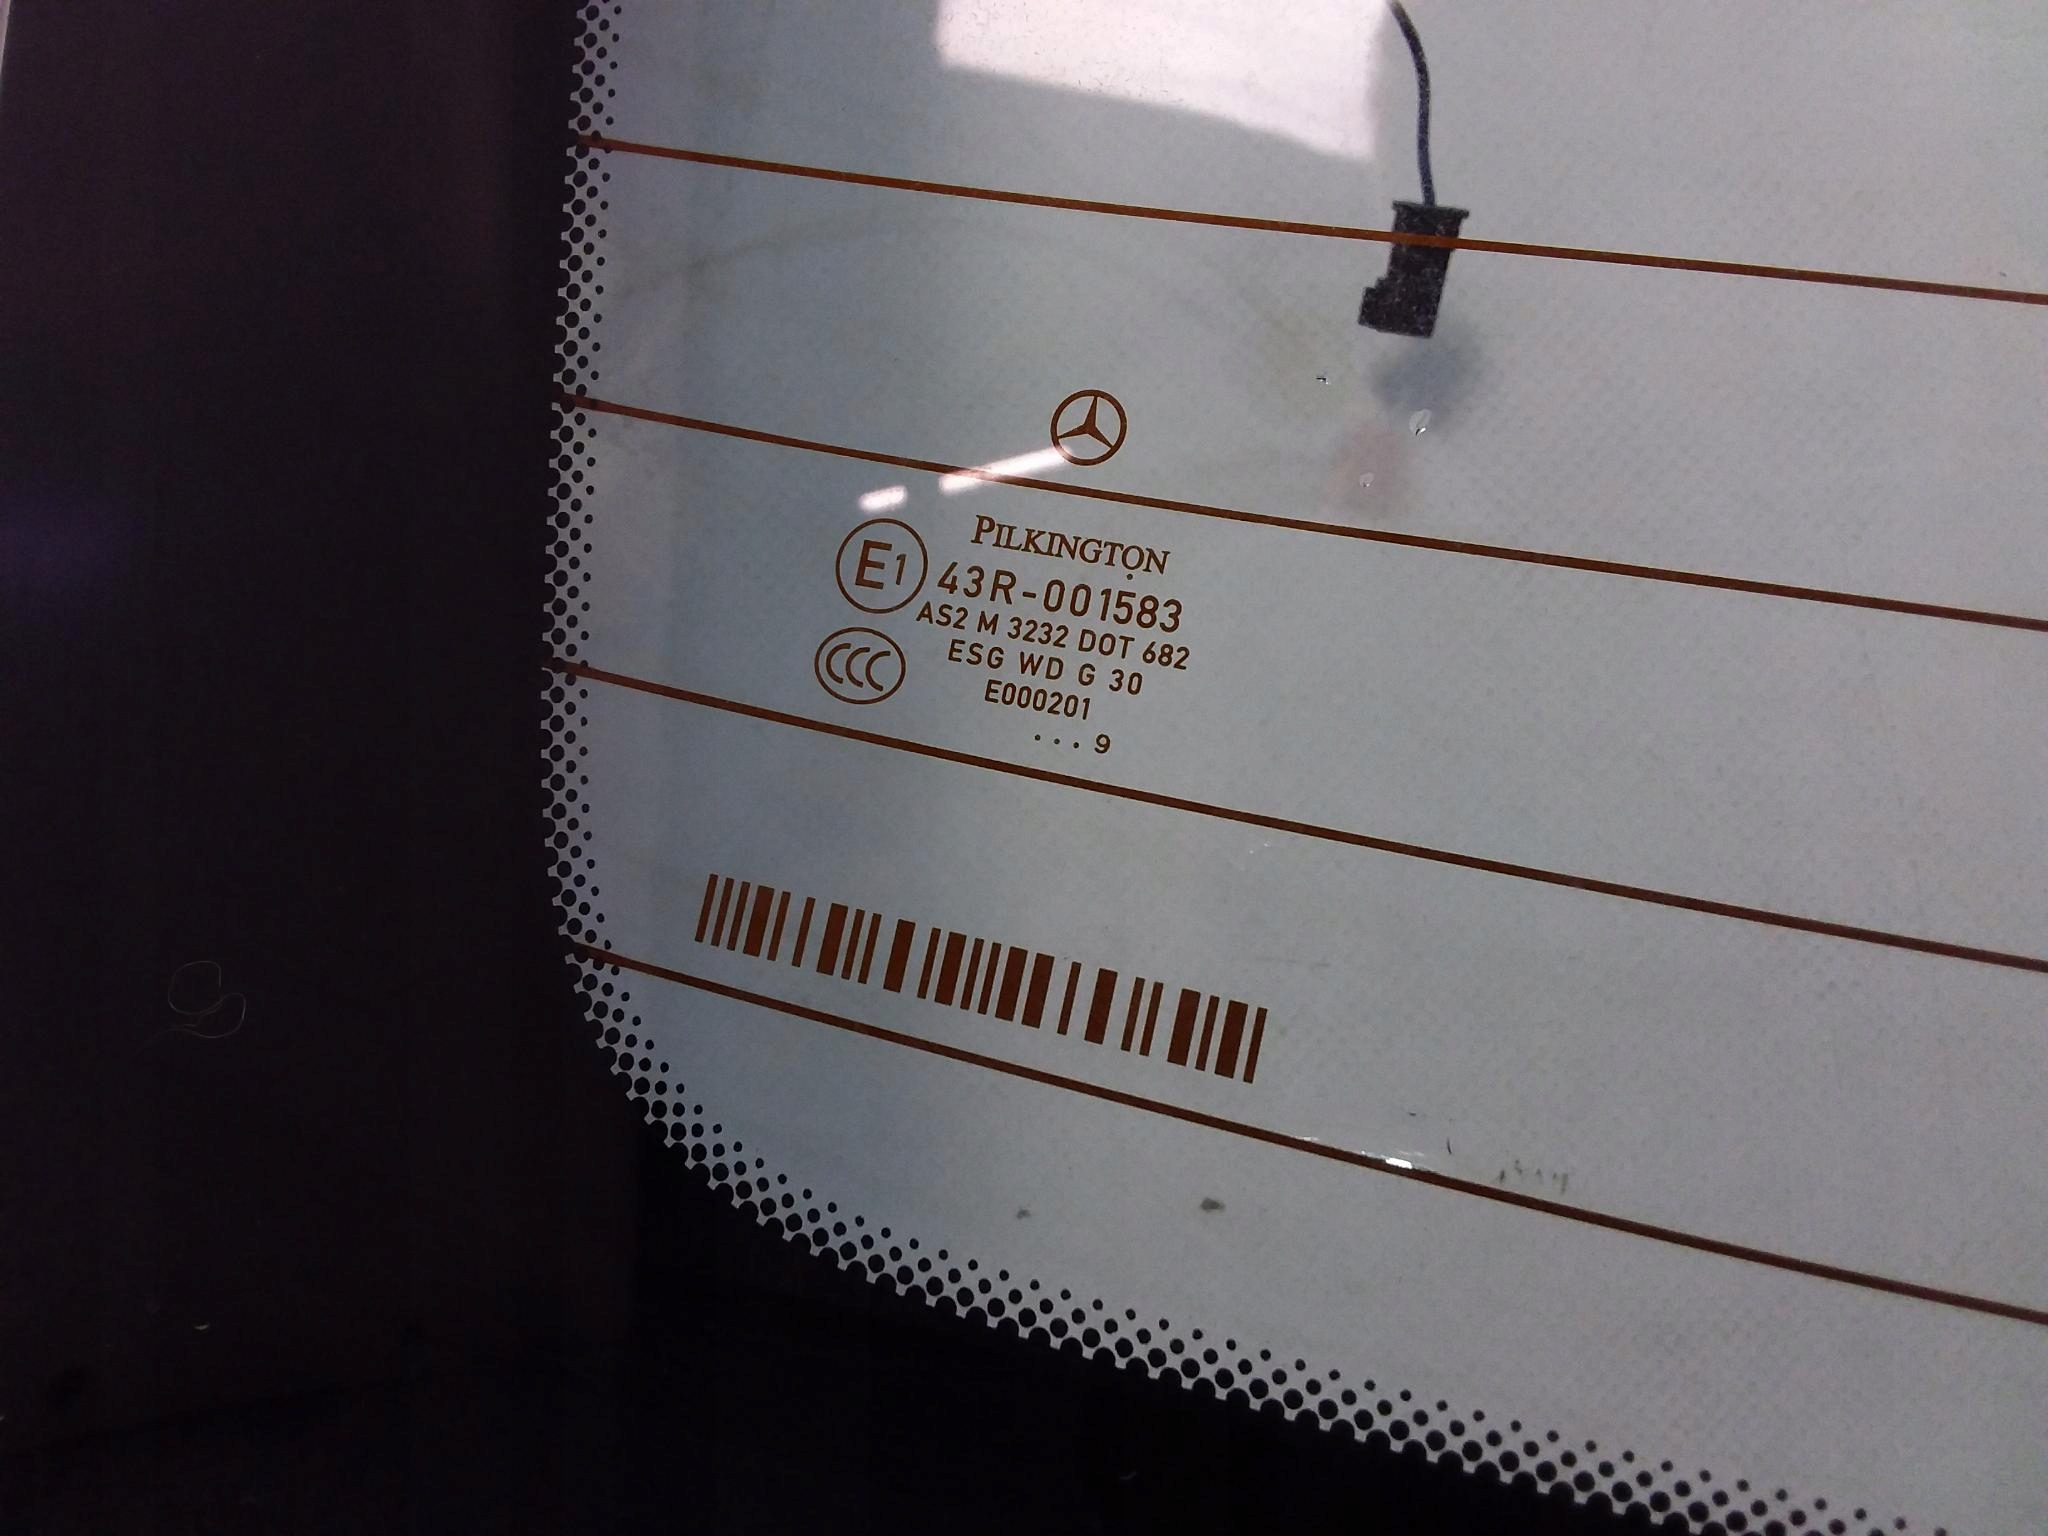 PILKINGTON
E1 43R-001583
AS2 M 3232 DOT 682
CCC ESG WD G 30
E000201
...9